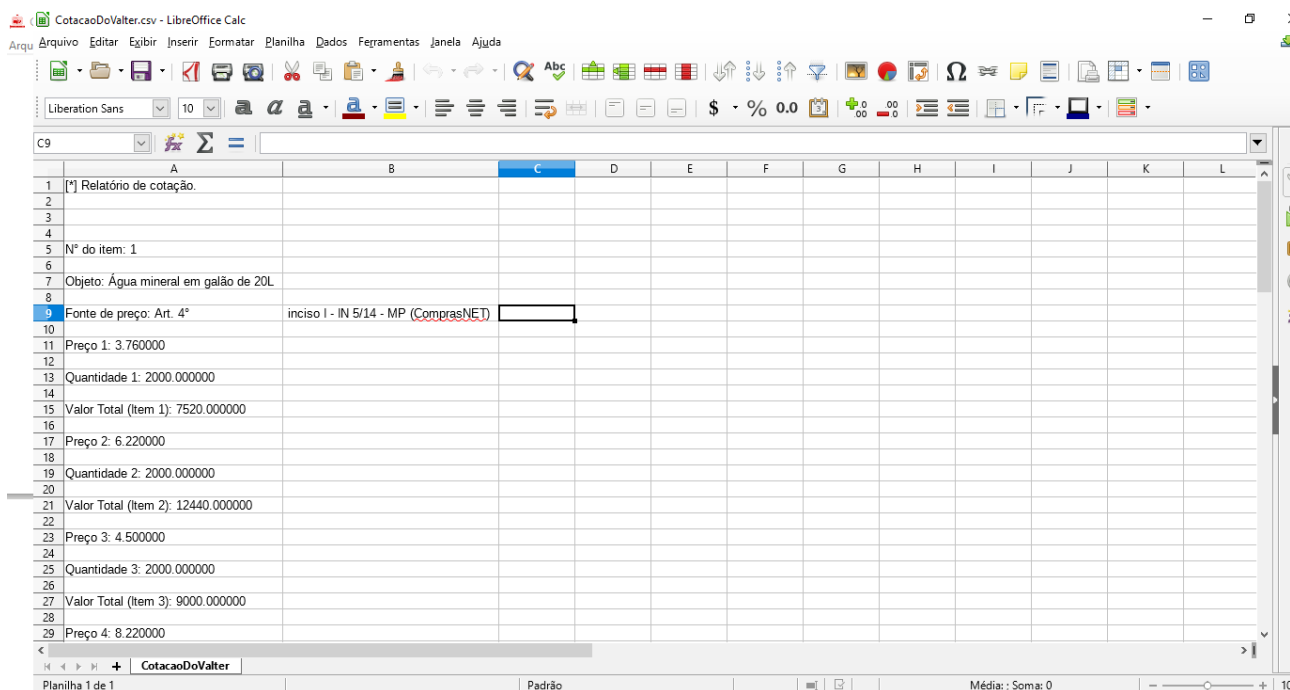 CotacaoDoValter.csv - LibreOffice Calc
Arqu
Arquivo Editar Exibir Inserir Formatar Planilha Dados Ferramentas Janela Ajuda
Liberation Sans 10 a a a a $ % 0.0
C9
A B C D E F G H I J K L
1 [*] Relatório de cotação.
2
3
4
5 N° do item: 1
6
7 Objeto: Água mineral em galão de 20L
8
9 Fonte de preço: Art. 4° inciso I - IN 5/14 - MP (ComprasNET)
10
11 Preço 1: 3.760000
12
13 Quantidade 1: 2000.000000
14
15 Valor Total (Item 1): 7520.000000
16
17 Preço 2: 6.220000
18
19 Quantidade 2: 2000.000000
20
21 Valor Total (Item 2): 12440.000000
22
23 Preço 3: 4.500000
24
25 Quantidade 3: 2000.000000
26
27 Valor Total (Item 3): 9000.000000
28
29 Preço 4: 8.220000
CotacaoDoValter
Planilha 1 de 1 Padrão Média: ; Soma: 0 10